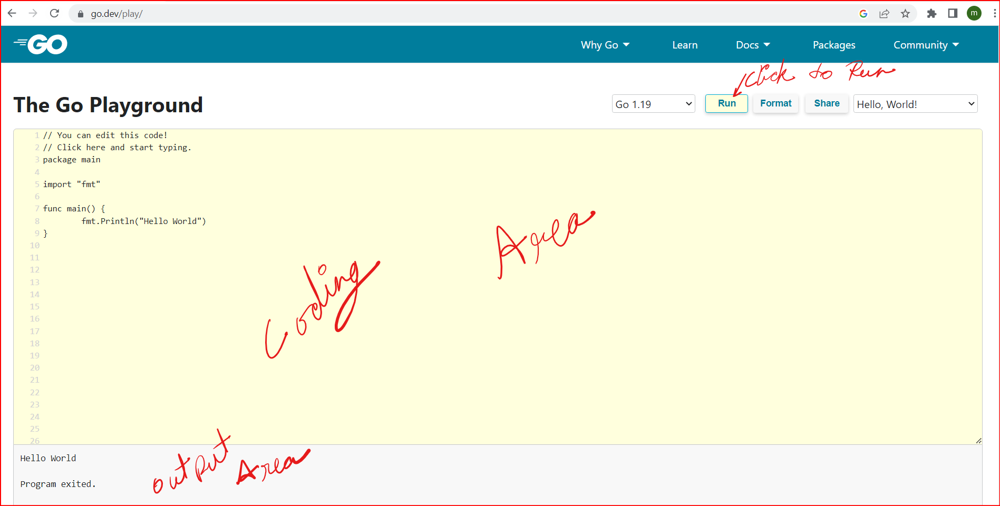 go.dev/play/
m
GO
Why Go Learn Docs Packages Community
Click to Run
The Go Playground
Go 1.19 Run Format Share Hello, World!
1 // You can edit this code!
2 // Click here and start typing.
3 package main
4
5 import "fmt"
6
7 func main() {
8 fmt.Println("Hello World")
9 }
10
11
12
13
14
15
16
17
18
19
20
21
22
23
24
25
26
Coding Area
Hello World
Program exited.
output Area